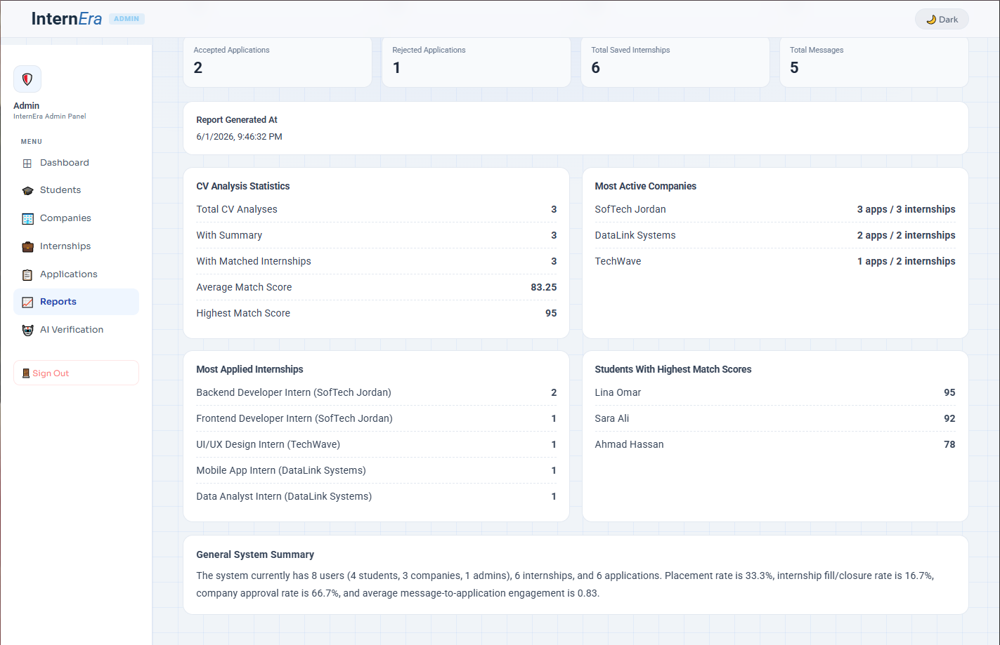 InternEra ADMIN
Dark
Admin
InternEra Admin Panel
MENU
Dashboard
Students
Companies
Internships
Applications
Reports
AI Verification
Sign Out
Accepted Applications
2
Rejected Applications
1
Total Saved Internships
6
Total Messages
5
Report Generated At
6/1/2026, 9:46:32 PM
CV Analysis Statistics
Total CV Analyses 3
With Summary 3
With Matched Internships 3
Average Match Score 83.25
Highest Match Score 95
Most Active Companies
SofTech Jordan 3 apps / 3 internships
DataLink Systems 2 apps / 2 internships
TechWave 1 apps / 2 internships
Most Applied Internships
Backend Developer Intern (SofTech Jordan) 2
Frontend Developer Intern (SofTech Jordan) 1
UI/UX Design Intern (TechWave) 1
Mobile App Intern (DataLink Systems) 1
Data Analyst Intern (DataLink Systems) 1
Students With Highest Match Scores
Lina Omar 95
Sara Ali 92
Ahmad Hassan 78
General System Summary
The system currently has 8 users (4 students, 3 companies, 1 admins), 6 internships, and 6 applications. Placement rate is 33.3%, internship fill/closure rate is 16.7%,
company approval rate is 66.7%, and average message-to-application engagement is 0.83.